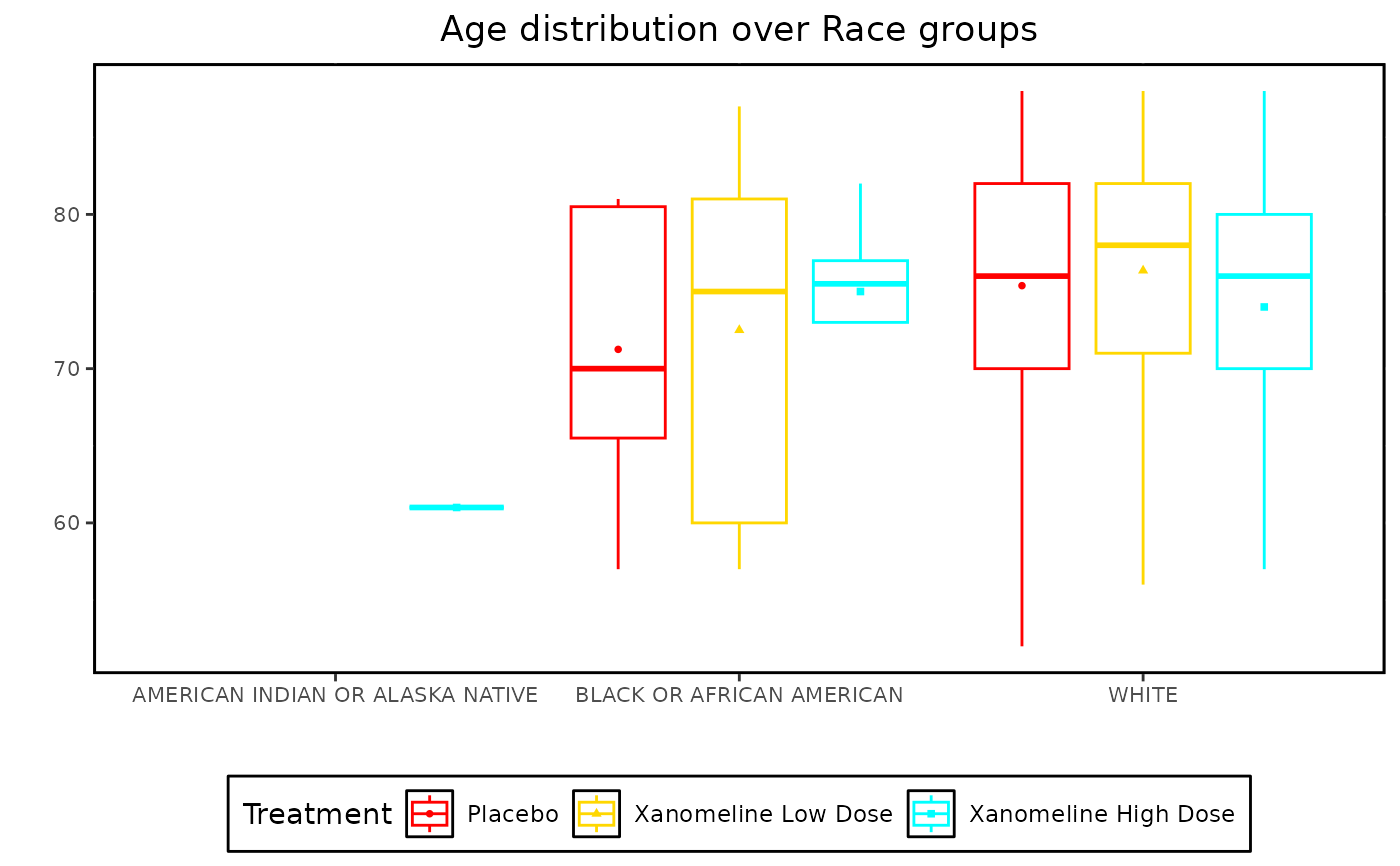 Age distribution over Race groups
80
70
60
AMERICAN INDIAN OR ALASKA NATIVE BLACK OR AFRICAN AMERICAN WHITE
Treatment Placebo Xanomeline Low Dose Xanomeline High Dose